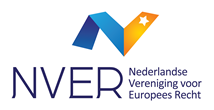 NVER
Nederlandse
Vereniging voor
Europees Recht